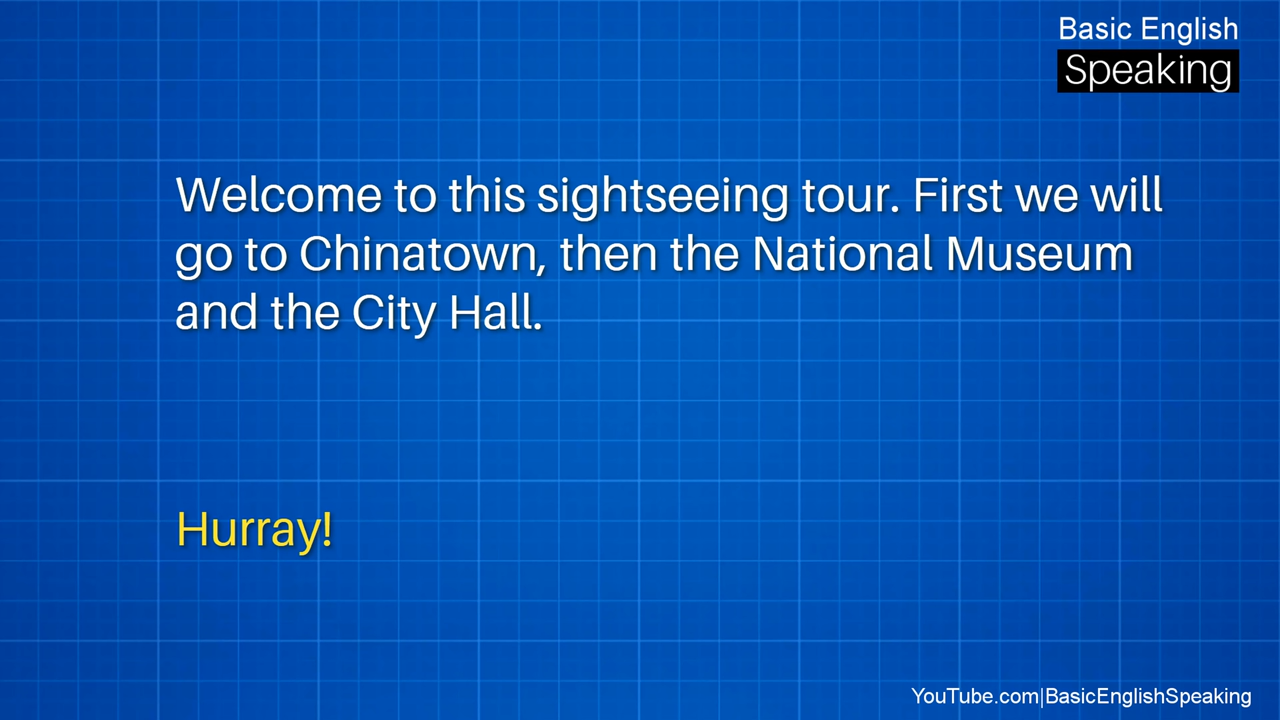 Basic English
Speaking
Welcome to this sightseeing tour. First we will
go to Chinatown, then the National Museum
and the City Hall.
Hurray!
YouTube.com|BasicEnglishSpeaking